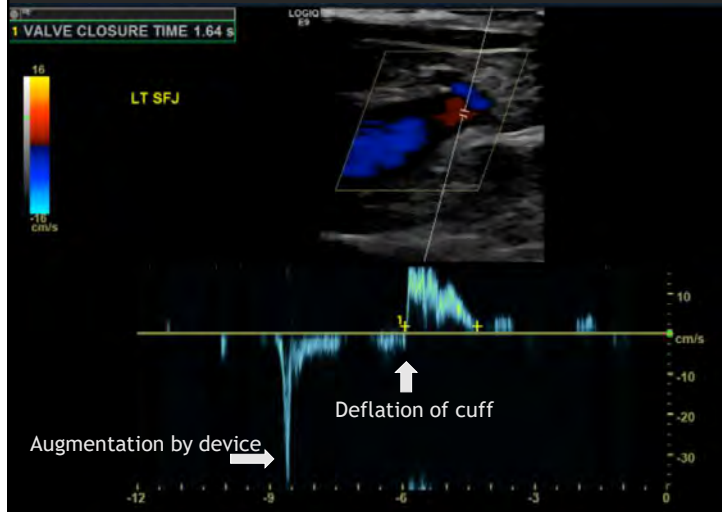 1 VALVE CLOSURE TIME 1.64 s
LOGIQ
E9
16
LT SFJ
-16
cm/s
1
10
cm/s
-10
-20
-30
Deflation of cuff
Augmentation by device
-12 -9 -6 -3 0